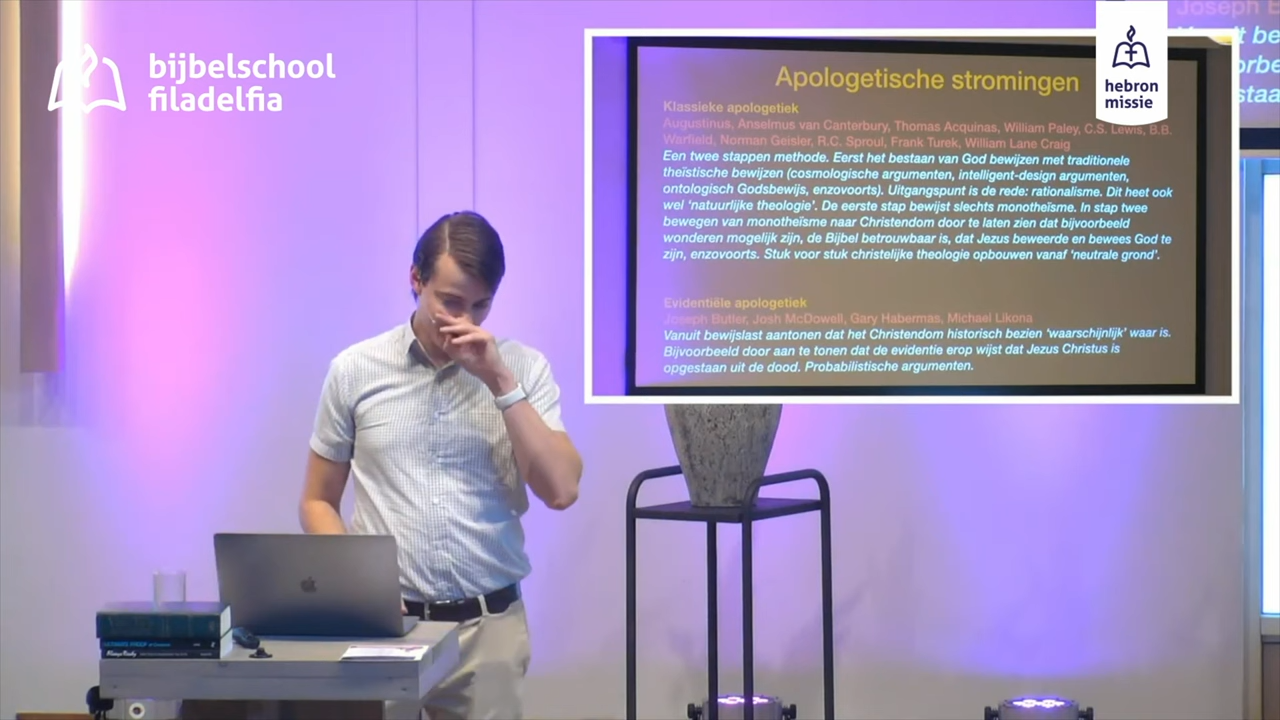 bijbelschool
filadelfia
hebron
missie
Apologetische stromingen
Klassieke apologetiek
Augustinus, Anselmus van Canterbury, Thomas Acquinas, William Paley, C.S. Lewis, B.B.
Warfield, Norman Geisler, R.C. Sproul, Frank Turek, William Lane Craig
Een twee stappen methode. Eerst het bestaan van God bewijzen met traditionele
theïstische bewijzen (cosmologische argumenten, intelligent-design argumenten,
ontologisch Godsbewijs, enzovoorts). Uitgangspunt is de rede: rationalisme. Dit heet ook
wel ‘natuurlijke theologie’. De eerste stap bewijst slechts monotheïsme. In stap twee
bewegen van monotheïsme naar Christendom door te laten zien dat bijvoorbeeld
wonderen mogelijk zijn, de Bijbel betrouwbaar is, dat Jezus beweerde en bewees God te
zijn, enzovoorts. Stuk voor stuk christelijke theologie opbouwen vanaf ‘neutrale grond’.
Evidentiële apologetiek
Joseph Butler, Josh McDowell, Gary Habermas, Michael Likona
Vanuit bewijslast aantonen dat het Christendom historisch bezien ‘waarschijnlijk’ waar is.
Bijvoorbeeld door aan te tonen dat de evidentie erop wijst dat Jezus Christus is
opgestaan uit de dood. Probabilistische argumenten.
Joseph